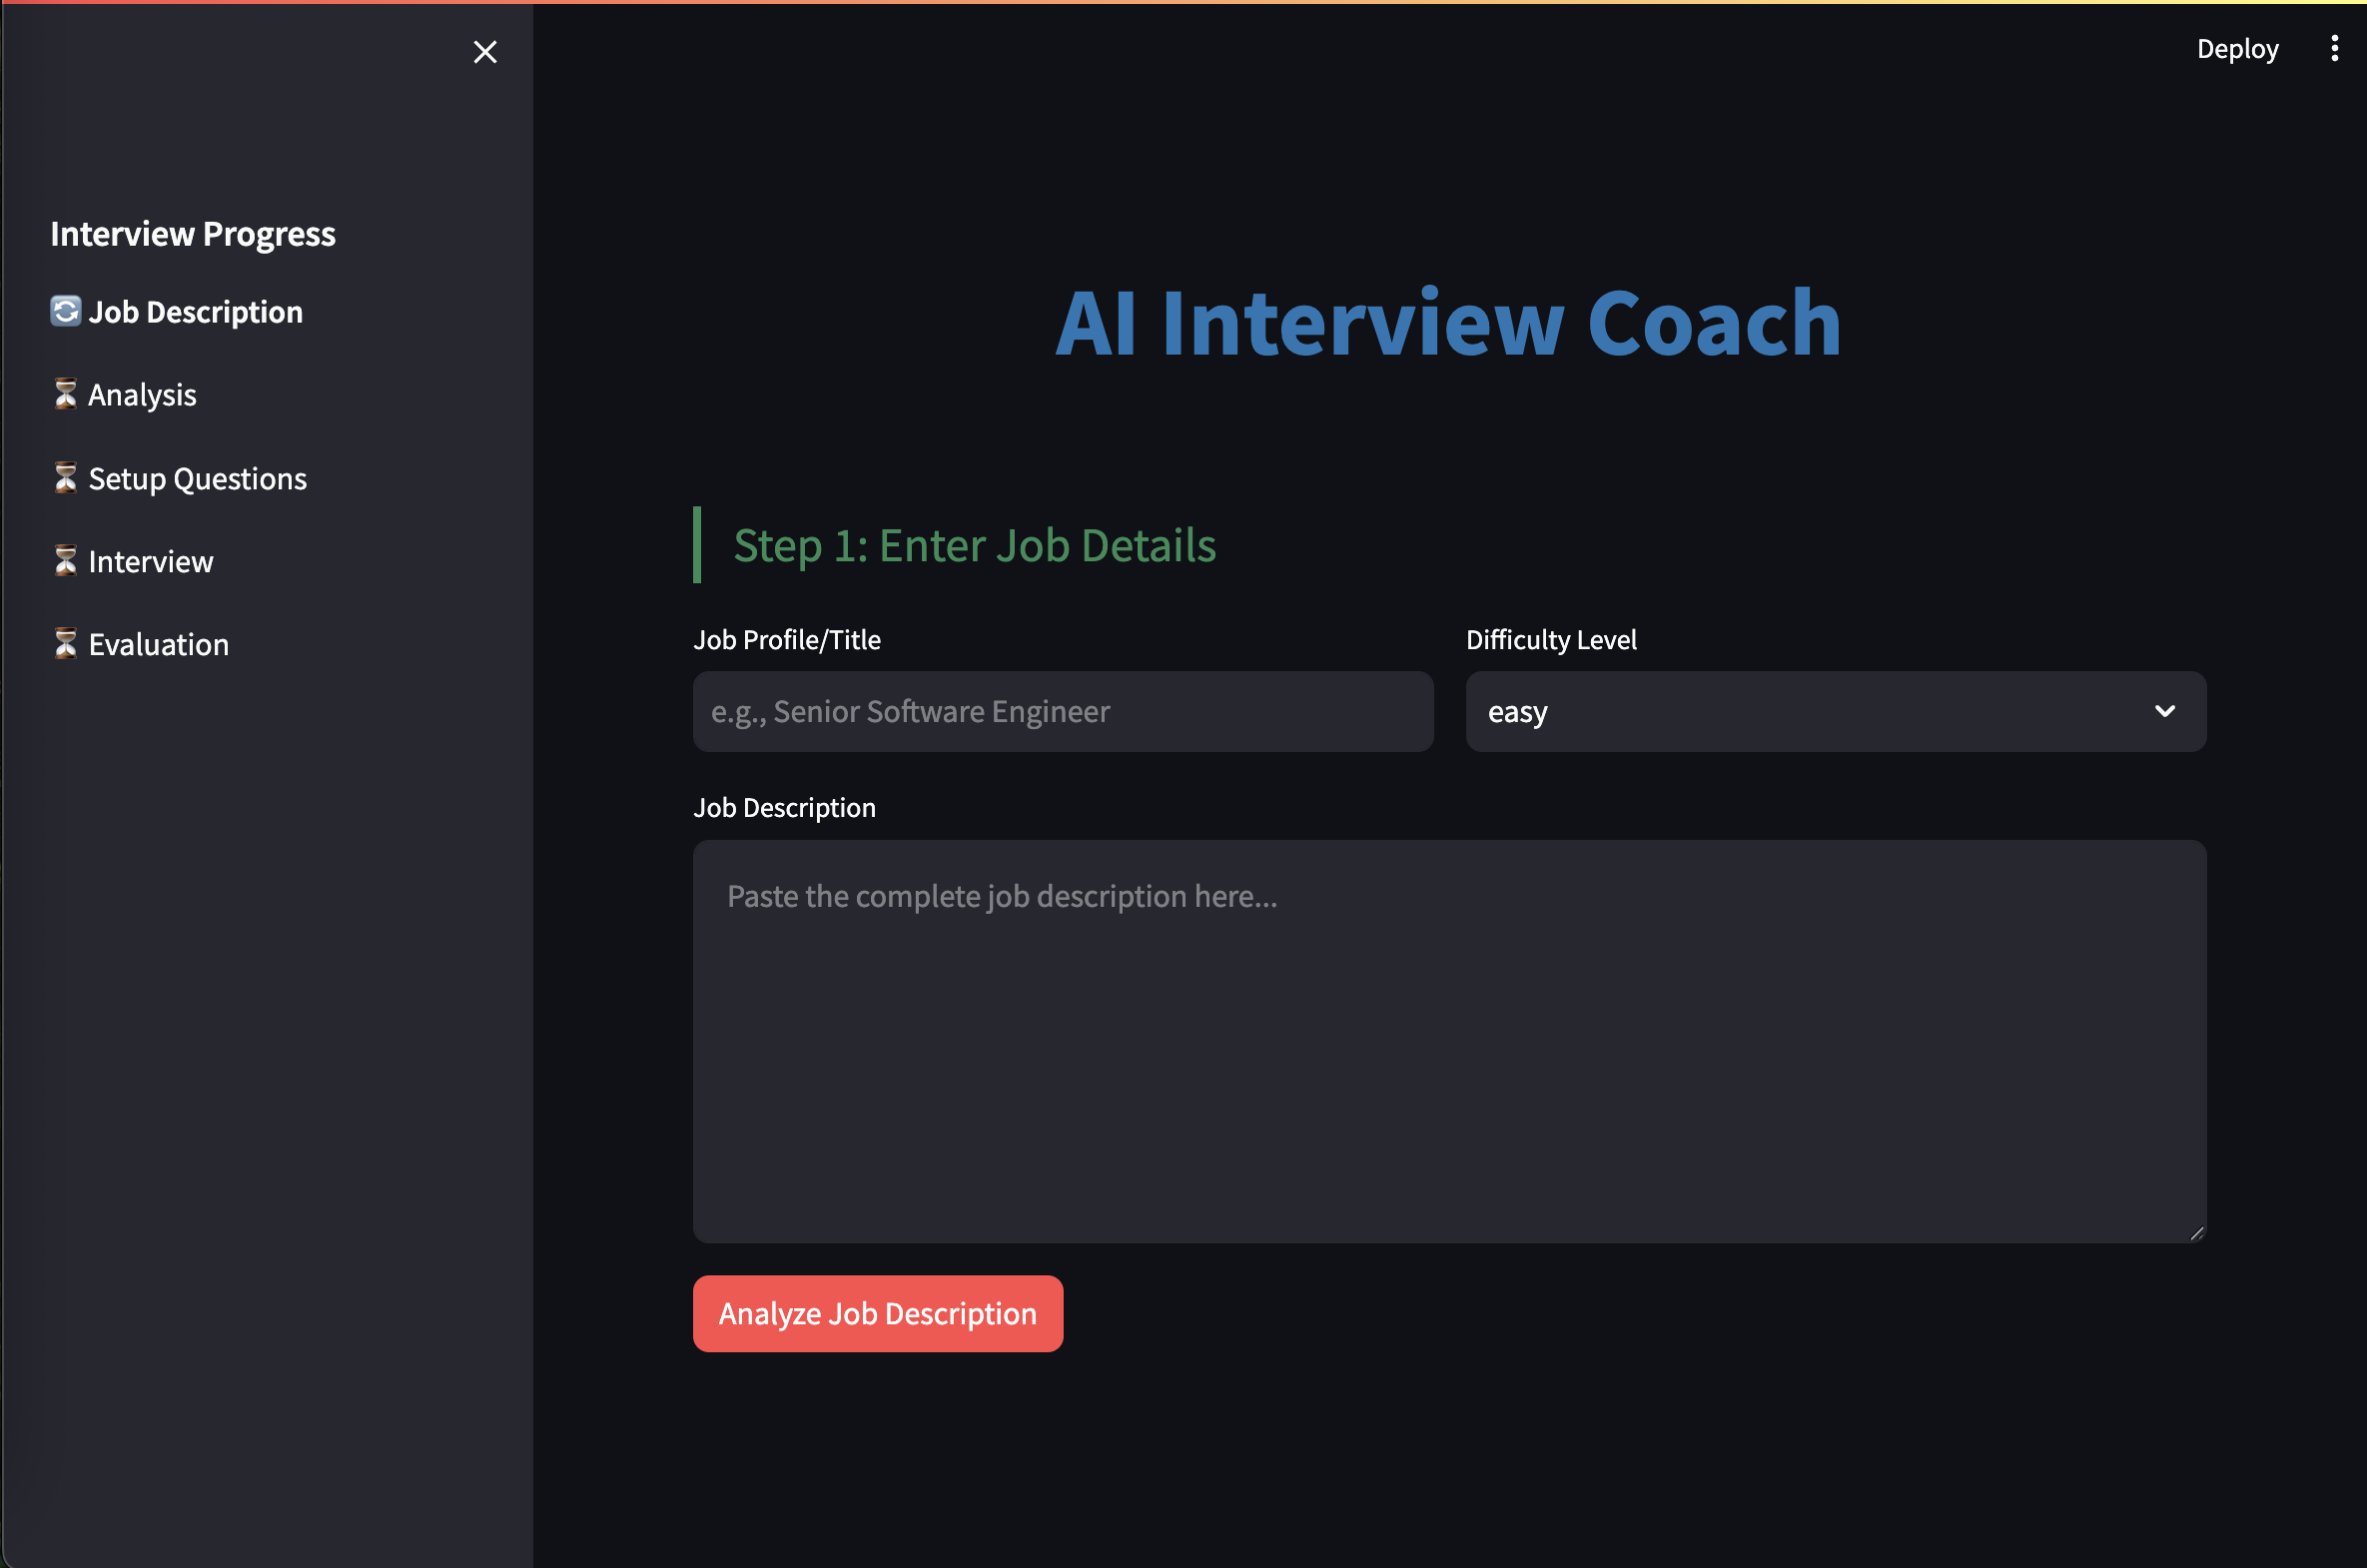 Deploy
Interview Progress
Job Description
Analysis
Setup Questions
Interview
Evaluation
AI Interview Coach
Step 1: Enter Job Details
Job Profile/Title
Difficulty Level
e.g., Senior Software Engineer
easy
Job Description
Paste the complete job description here...
Analyze Job Description